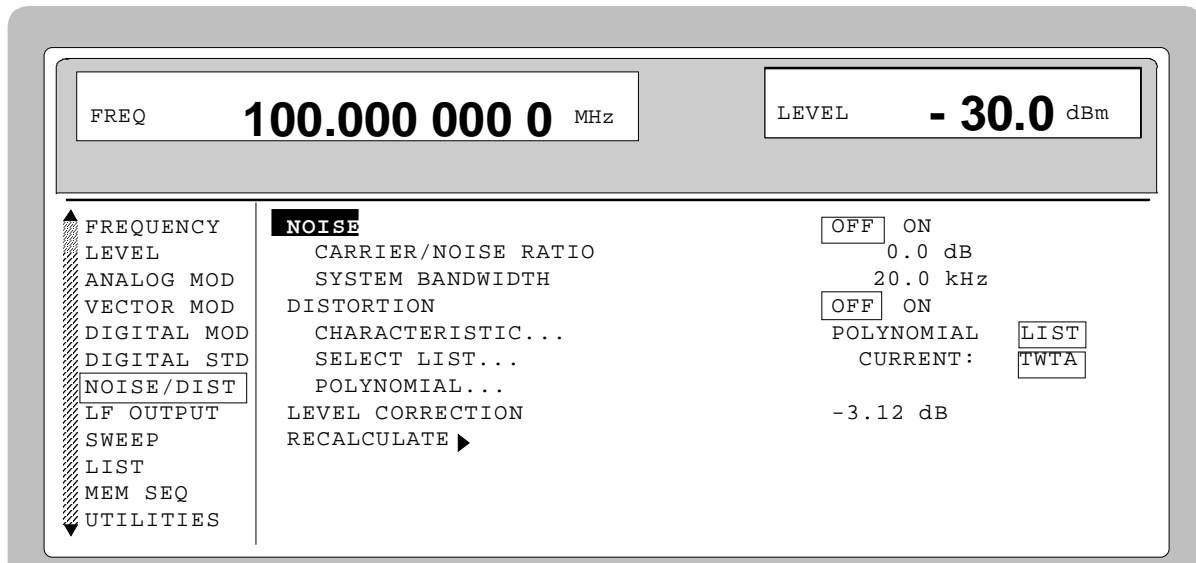 FREQ 100.000 000 0 MHz LEVEL - 30.0 dBm
FREQUENCY NOISE OFF ON
LEVEL CARRIER/NOISE RATIO 0.0 dB
ANALOG MOD SYSTEM BANDWIDTH 20.0 kHz
VECTOR MOD DISTORTION OFF ON
DIGITAL MOD CHARACTERISTIC... POLYNOMIAL LIST
DIGITAL STD SELECT LIST... CURRENT: TWTA
NOISE/DIST POLYNOMIAL...
LF OUTPUT LEVEL CORRECTION -3.12 dB
SWEEP RECALCULATE
LIST
MEM SEQ
UTILITIES